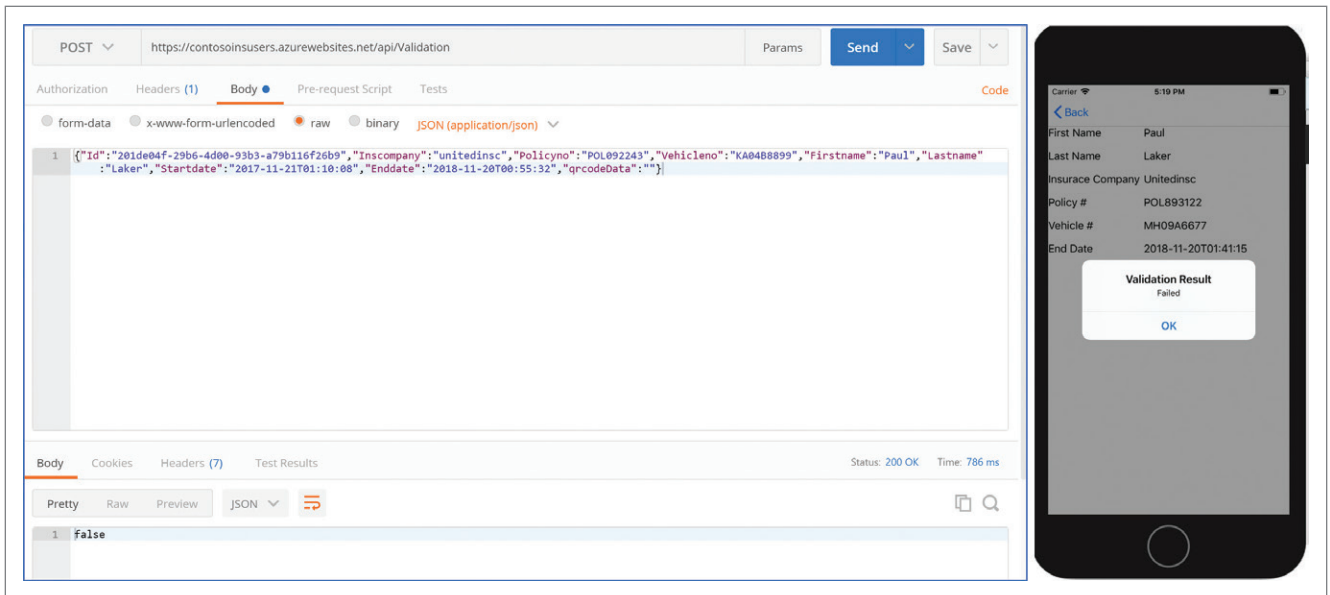 POST https://contosoinsusers.azurewebsites.net/api/Validation Params Send Save
Authorization Headers (1) Body Pre-request Script Tests Code
form-data x-www-form-urlencoded raw binary JSON (application/json)
1 {"Id":"201de04f-29b6-4d00-93b3-a79b116f26b9","Inscompany":"unitedinsc","Policyno":"POL092243","Vehicleno":"KA04B8899","Firstname":"Paul","Lastname"
:"Laker","Startdate":"2017-11-21T01:10:08","Enddate":"2018-11-20T00:55:32","qrcodeData":""}
Body Cookies Headers (7) Test Results Status: 200 OK Time: 786 ms
Pretty Raw Preview JSON
1 false
Carrier 5:19 PM
Back
First Name Paul
Last Name Laker
Insurace Company Unitedinsc
Policy # POL893122
Vehicle # MH09A6677
End Date 2018-11-20T01:41:15
Validation Result
Failed
OK